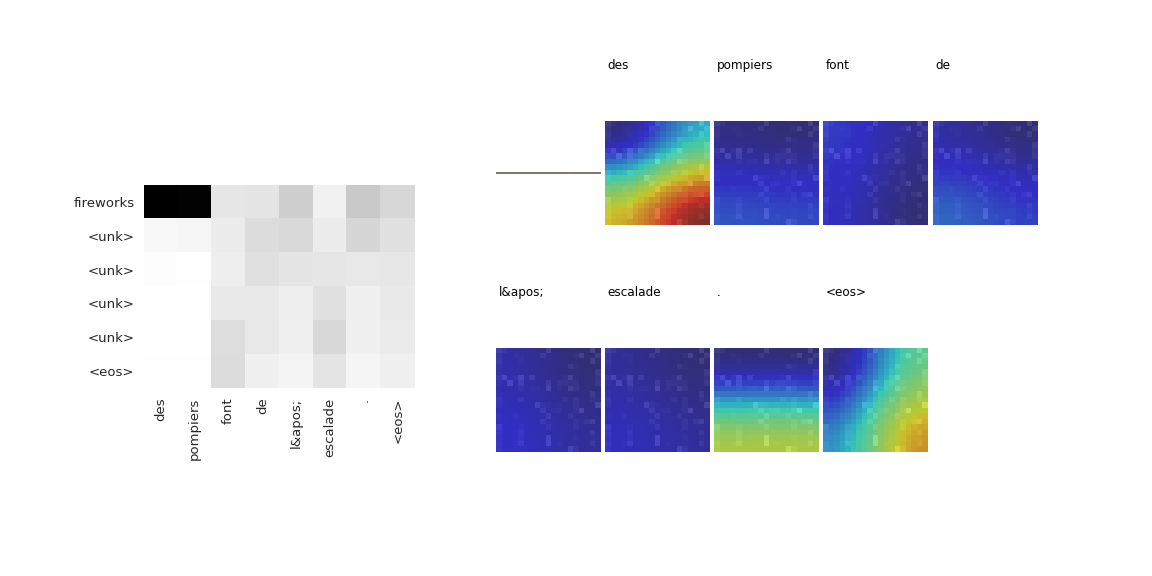 des pompiers font de
fireworks
<unk>
<unk>
<unk>
<unk>
<eos>
l&apos; escalade . <eos>
des pompiers font de l&apos; escalade . <eos>